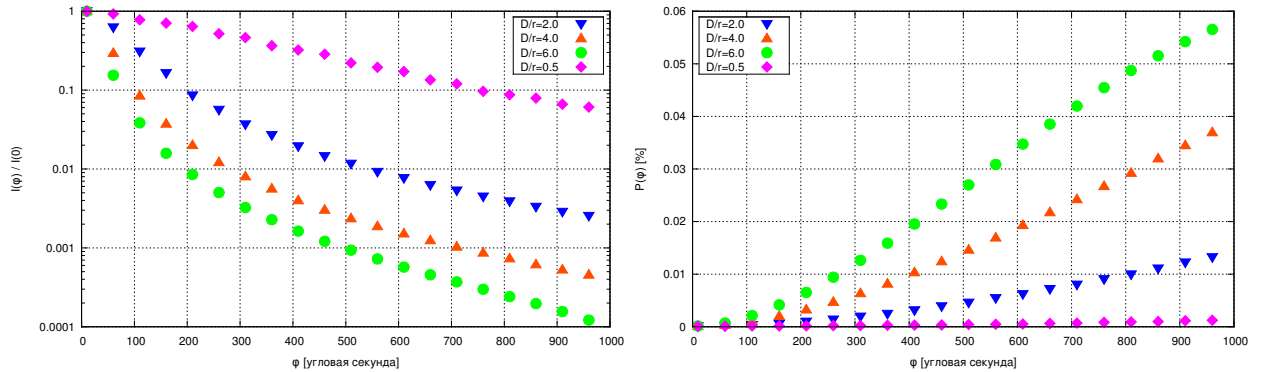 1
0.1
0.01
0.001
0.0001
0 100 200 300 400 500 600 700 800 900 1000
I(φ) / I(0)
φ [угловая секунда]
D/r=2.0
D/r=4.0
D/r=6.0
D/r=0.5
0.06
0.05
0.04
0.03
0.02
0.01
0
0 100 200 300 400 500 600 700 800 900 1000
P(φ) [%]
φ [угловая секунда]
D/r=2.0
D/r=4.0
D/r=6.0
D/r=0.5